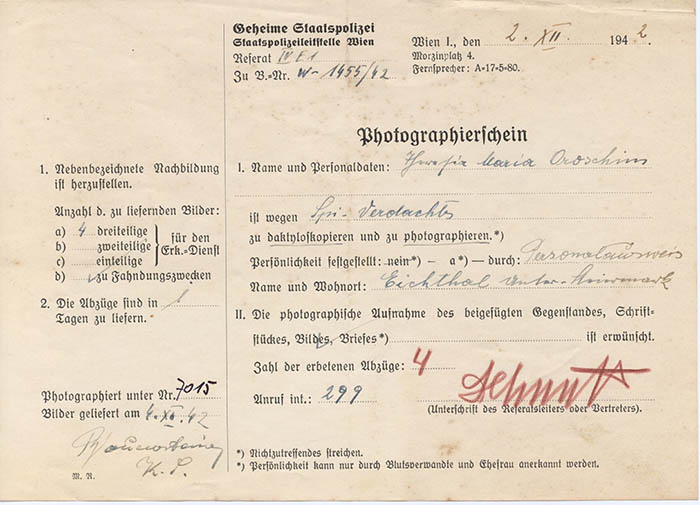 Geheime Staatspolizei
Staatspolizeileitstelle Wien
Referat IV E 1
Zu B.-Nr. 1455/42
Wien I., den 2. XII. 1942.
Morzinplatz 4.
Fernsprecher: A-17-5-80.
Photographierschein
1. Nebenbezeichnete Nachbildung
ist herzustellen.
Anzahl d. zu liefernden Bilder:
a) 4 dreiteilige
b) zweiteilige
c) einteilige
für den
Erk.-Dienst
d) zu Fahndungszwecken
2. Die Abzüge sind in 1
Tagen zu liefern.
Photographiert unter Nr. 7015
Bilder geliefert am 4. XII. 42
K. S.
M. R.
I. Name und Personaldaten: Theresia Maria
ist wegen Spi- Verdachts
zu daktyloskopieren und zu photographieren.*)
Persönlichkeit festgestellt: nein*) – a*) – durch: Personalausweis
Name und Wohnort: Eichthal Unter-Steiermark
II. Die photographische Aufnahme des beigefügten Gegenstandes, Schrift-
stückes, Bildes, Briefes*) ist erwünscht.
Zahl der erbetenen Abzüge: 4
Anruf int.: 299
(Unterschrift des Referatsleiters oder Vertreters).
*) Nichtzutreffendes streichen.
*) Persönlichkeit kann nur durch Blutsverwandte und Ehefrau anerkannt werden.